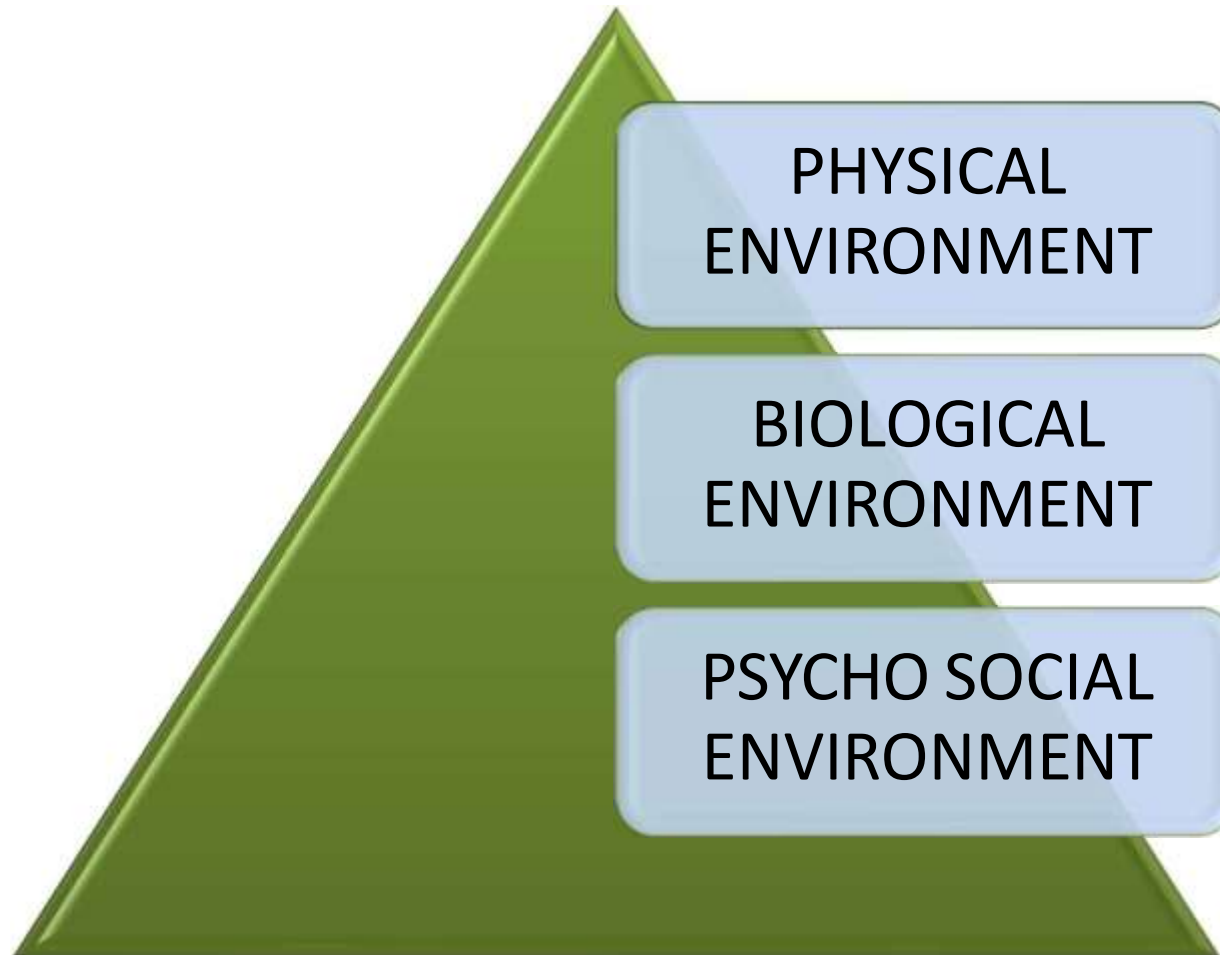 PHYSICAL
ENVIRONMENT
BIOLOGICAL
ENVIRONMENT
PSYCHO SOCIAL
ENVIRONMENT